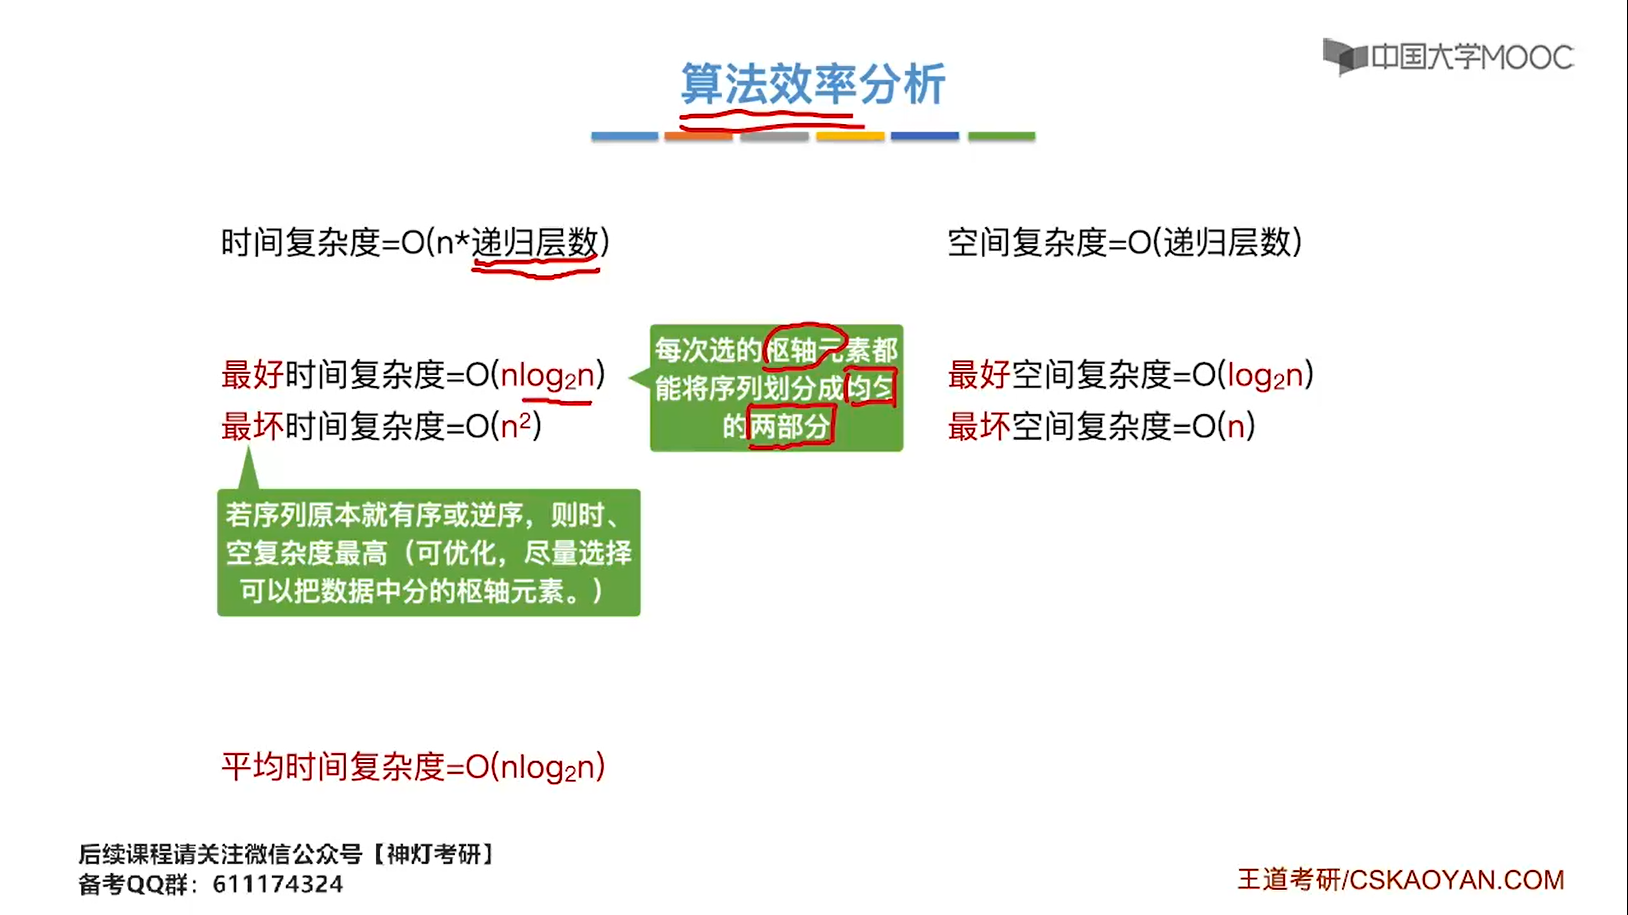 中国大学MOOC
算法效率分析
时间复杂度=O(n*递归层数)
空间复杂度=O(递归层数)
最好时间复杂度=O(nlog₂n)
最坏时间复杂度=O(n²)
每次选的枢轴元素都
能将序列划分成均匀
的两部分
最好空间复杂度=O(log₂n)
最坏空间复杂度=O(n)
若序列原本就有序或逆序，则时、
空复杂度最高（可优化，尽量选择
可以把数据中分的枢轴元素。）
平均时间复杂度=O(nlog₂n)
后续课程请关注微信公众号【神灯考研】
备考QQ群：611174324
王道考研/CSKAOYAN.COM